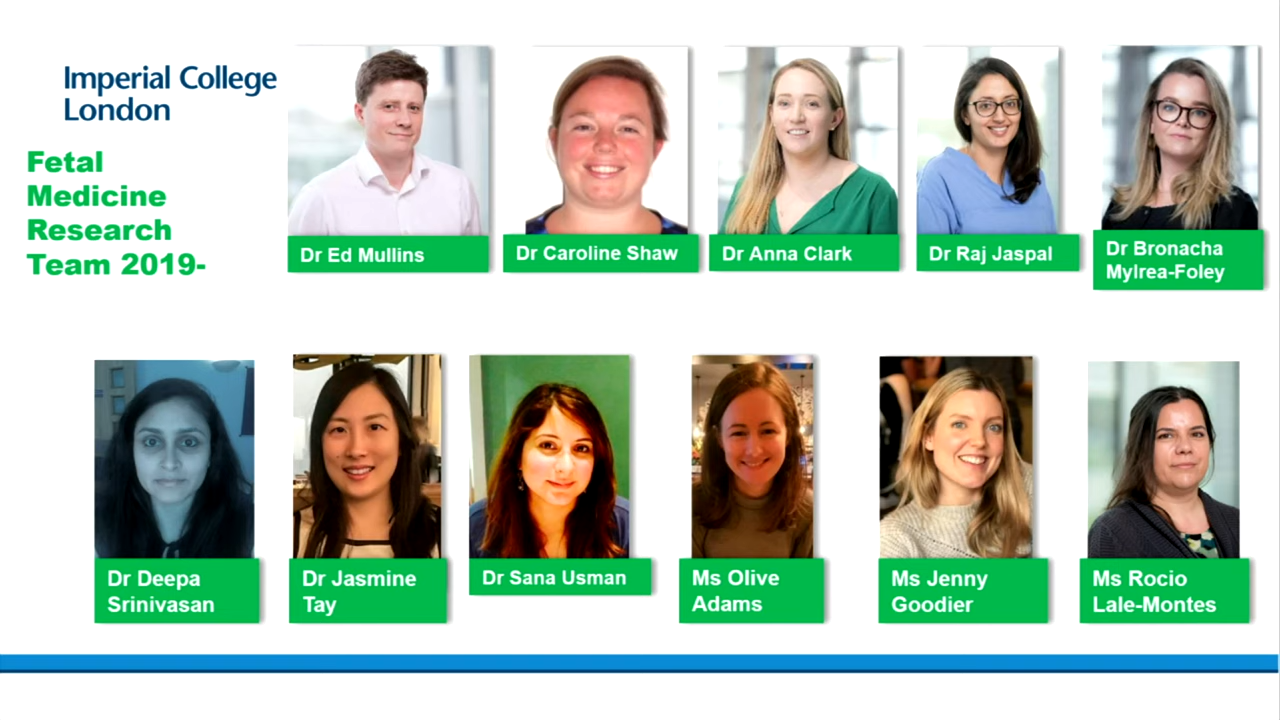 Imperial College
London
Fetal
Medicine
Research
Team 2019-
Dr Ed Mullins
Dr Caroline Shaw
Dr Anna Clark
Dr Raj Jaspal
Dr Bronacha
Mylrea-Foley
Dr Deepa
Srinivasan
Dr Jasmine
Tay
Dr Sana Usman
Ms Olive
Adams
Ms Jenny
Goodier
Ms Rocio
Lale-Montes